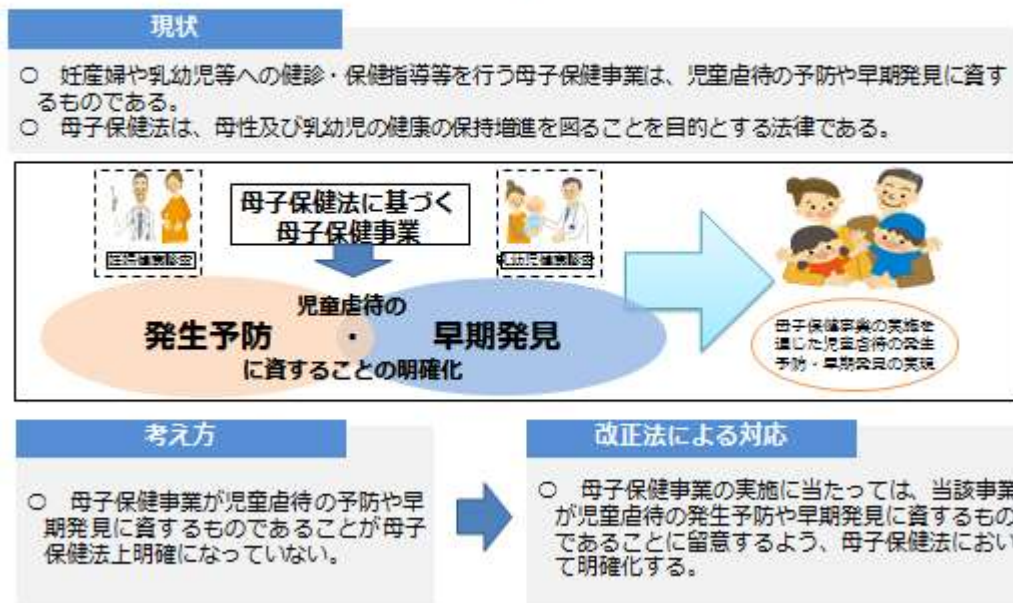 現状
○ 妊産婦や乳幼児等への健診・保健指導等を行う母子保健事業は、児童虐待の予防や早期発見に資す
るものである。
○ 母子保健法は、母性及び乳幼児の健康の保持増進を図ることを目的とする法律である。
母子保健法に基づく
母子保健事業
妊婦健康診査
乳幼児健康診査
児童虐待の
発生予防 ・ 早期発見
に資することの明確化
母子保健事業の実施を
通じた児童虐待の発生
予防・早期発見の実現
考え方
○ 母子保健事業が児童虐待の予防や早
期発見に資するものであることが母子
保健法上明確になっていない。
改正法による対応
○ 母子保健事業の実施に当たっては、当該事業
が児童虐待の発生予防や早期発見に資するもの
であることに留意するよう、母子保健法におい
て明確化する。